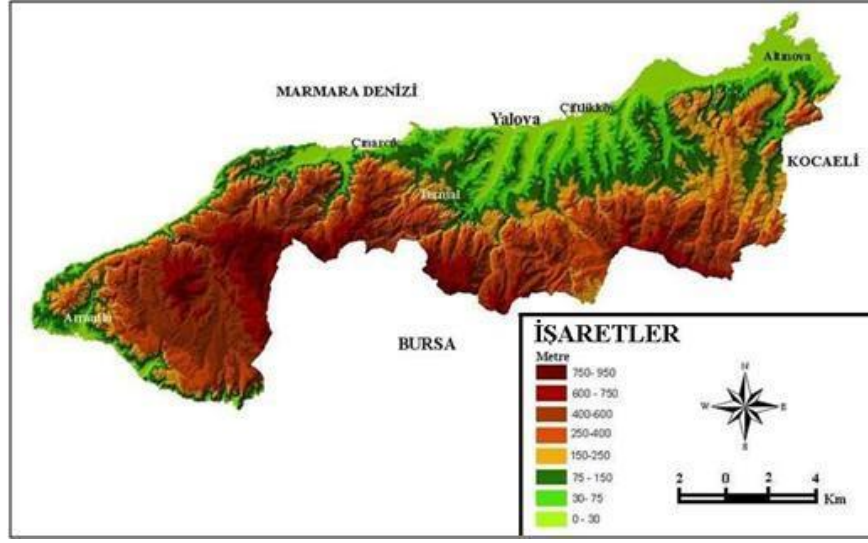 Altınova
MARMARA DENİZİ
Yalova
Çiftlikköy
Çınarcık
KOCAELİ
Termal
Armutlu
BURSA
İŞARETLER
Metre
750- 950
600 - 750
400-600
250-400
150-250
75 - 150
30- 75
0 - 30
N
W
E
S
2 0 2 4
Km